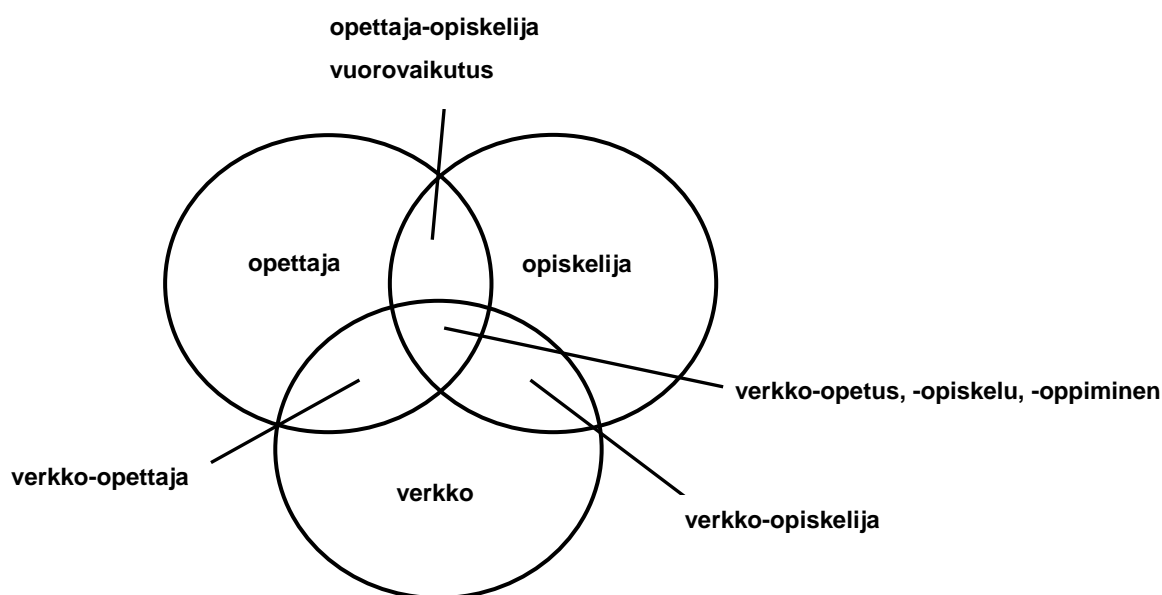 opettaja-opiskelija
vuorovaikutus
opettaja
opiskelija
verkko-opetus, -opiskelu, -oppiminen
verkko-opettaja
verkko
verkko-opiskelija